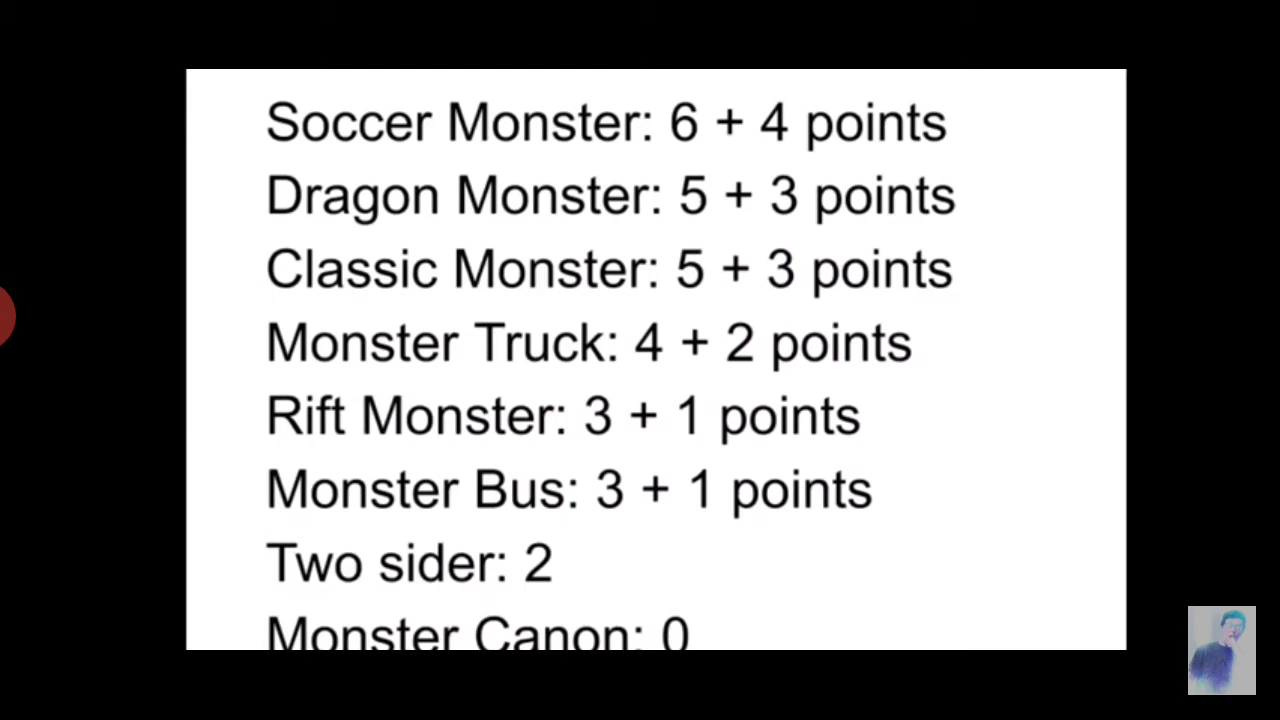 Soccer Monster: 6 + 4 points
Dragon Monster: 5 + 3 points
Classic Monster: 5 + 3 points
Monster Truck: 4 + 2 points
Rift Monster: 3 + 1 points
Monster Bus: 3 + 1 points
Two sider: 2
Monster Canon: 0